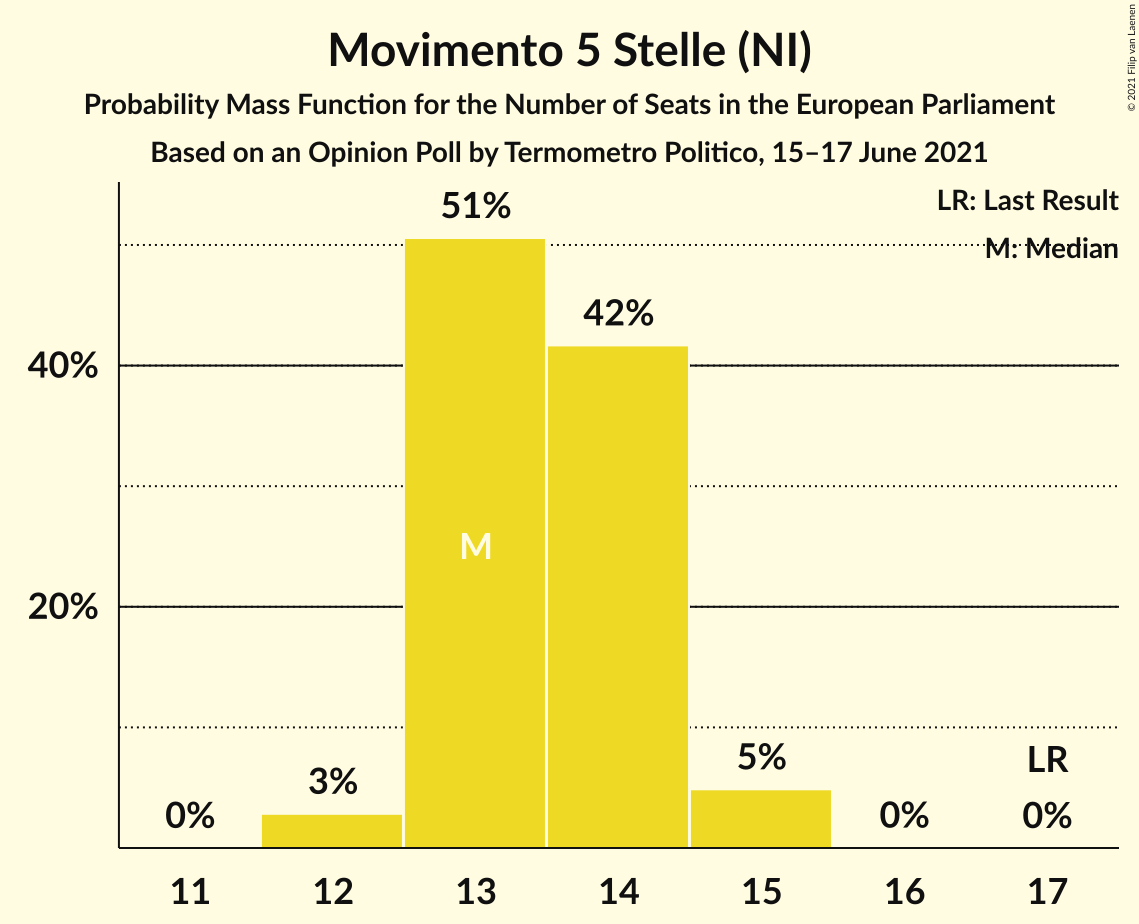 Movimento 5 Stelle (NI)
Probability Mass Function for the Number of Seats in the European Parliament
Based on an Opinion Poll by Termometro Politico, 15–17 June 2021
© 2021 Filip van Laenen
LR: Last Result
M: Median
51%
42%
40%
M
20%
5%
LR
3%
0%
0%
0%
11 12 13 14 15 16 17